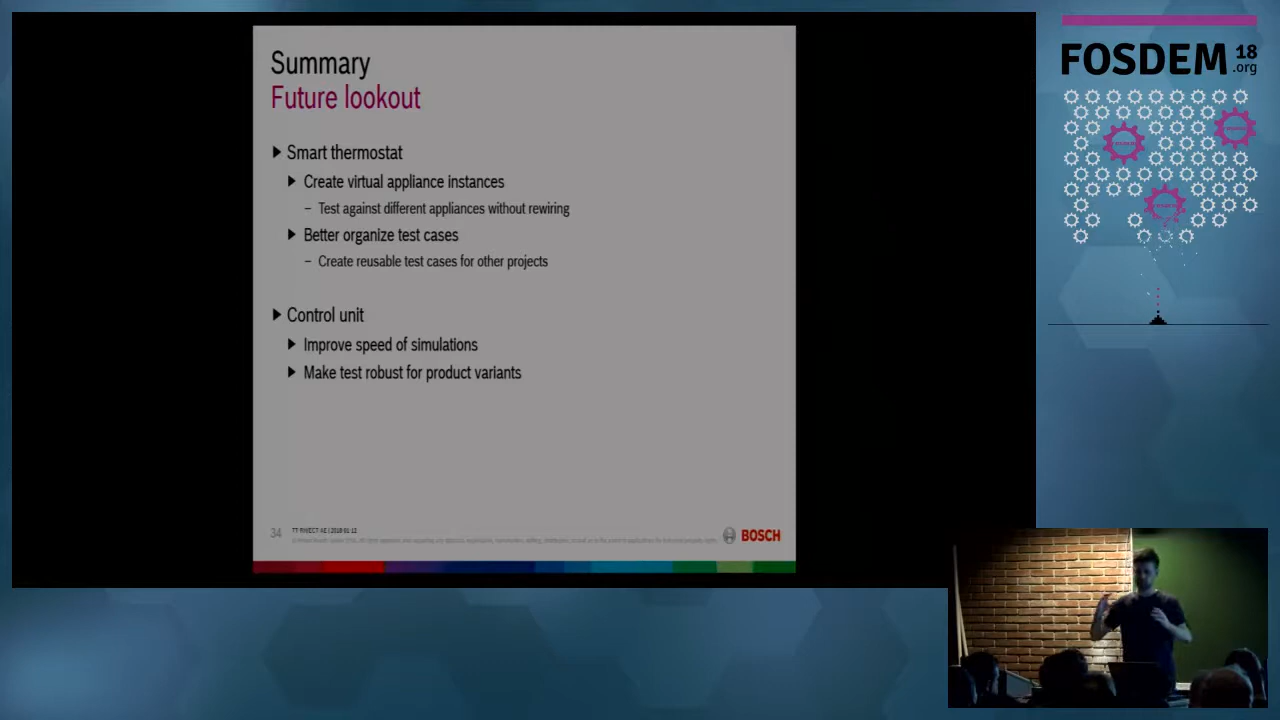 Summary
Future lookout
Smart thermostat
Create virtual appliance instances
– Test against different appliances without rewiring
Better organize test cases
– Create reusable test cases for other projects
Control unit
Improve speed of simulations
Make test robust for product variants
34
BOSCH
FOSDEM 18
.org